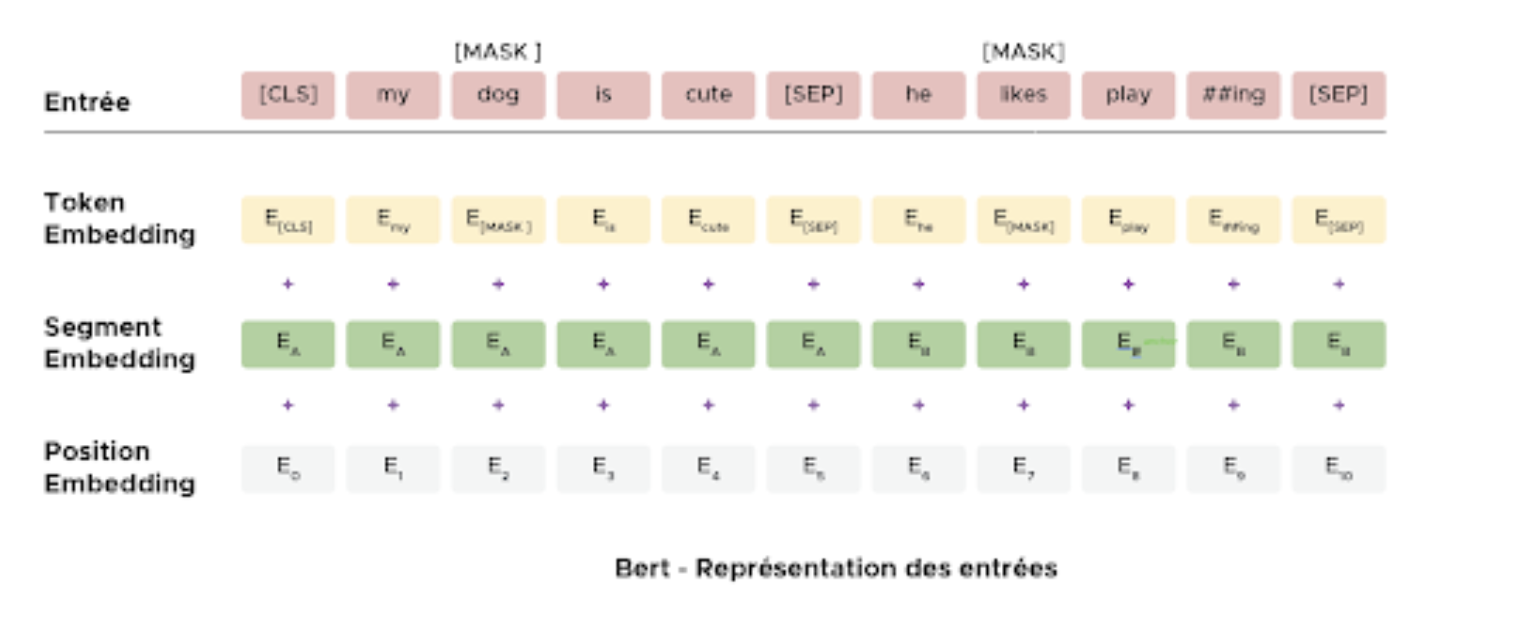 [MASK ] [MASK]
Entrée [CLS] my dog is cute [SEP] he likes play ##ing [SEP]
Token
Embedding
E[CLS] Emy E[MASK ] Eis Ecute E[SEP] Ehe E[MASK] Eplay E##ing E[SEP]
+ + + + + + + + + + +
Segment
Embedding
EA EA EA EA EA EA EB EB EB EB EB
+ + + + + + + + + + +
Position
Embedding
E0 E1 E2 E3 E4 E5 E6 E7 E8 E9 E10
Bert - Représentation des entrées